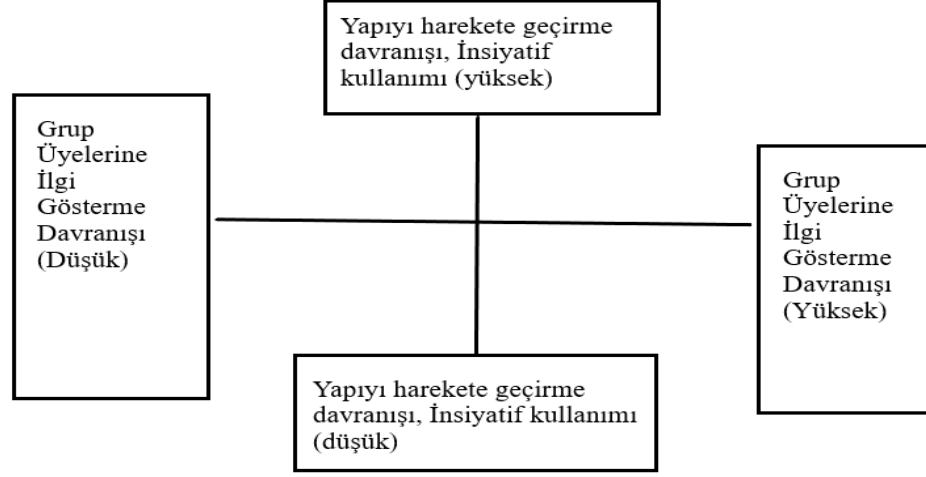 Yapıyı harekete geçirme
davranışı, İnsiyatif
kullanımı (yüksek)
Grup
Üyelerine
İlgi
Gösterme
Davranışı
(Düşük)
Grup
Üyelerine
İlgi
Gösterme
Davranışı
(Yüksek)
Yapıyı harekete geçirme
davranışı, İnsiyatif kullanımı
(düşük)